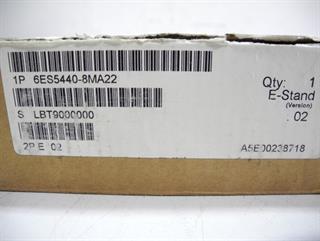 1P 6ES5440-8MA22
Qty: 1
E-Stand
(Version)
02
S LBT9000000
2P E 02
A5E00238718